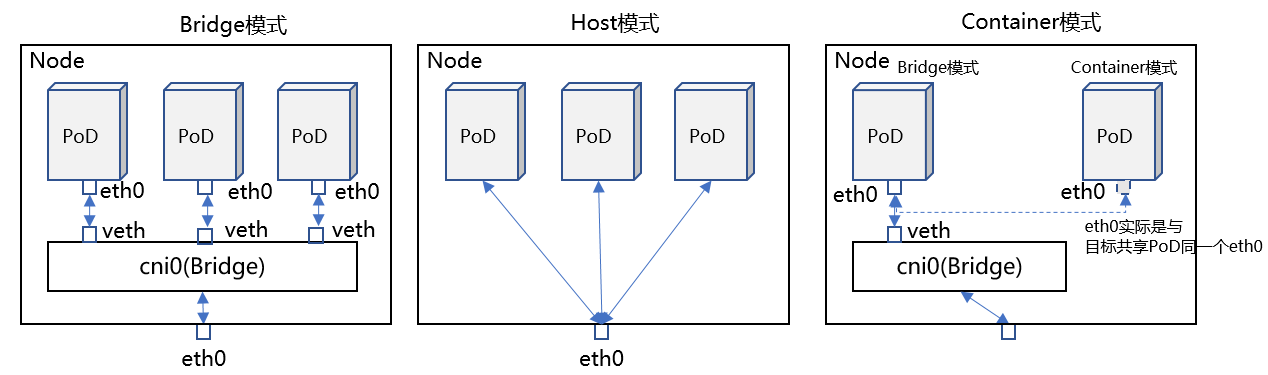 Bridge模式
Node
PoD
PoD
PoD
eth0
eth0
eth0
veth
veth
veth
cni0(Bridge)
eth0
Host模式
Node
PoD
PoD
PoD
eth0
Container模式
Node
Bridge模式
Container模式
PoD
PoD
eth0
eth0
veth
eth0实际是与
目标共享PoD同一个eth0
cni0(Bridge)